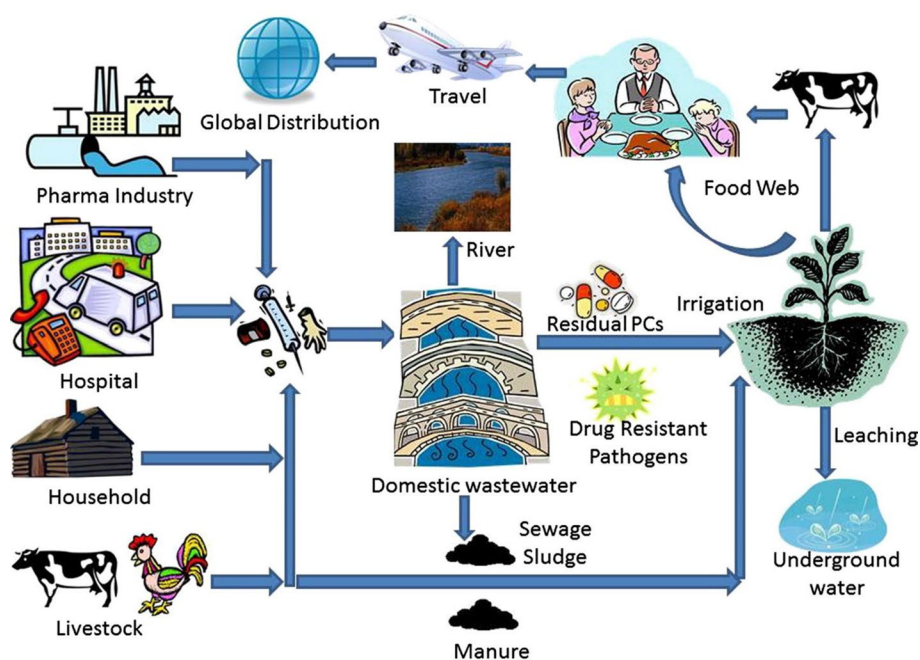 Global Distribution
Travel
Pharma Industry
Food Web
River
Residual PCs
Irrigation
Hospital
Drug Resistant
Pathogens
Leaching
Household
Domestic wastewater
Sewage
Sludge
Underground
water
Livestock
Manure